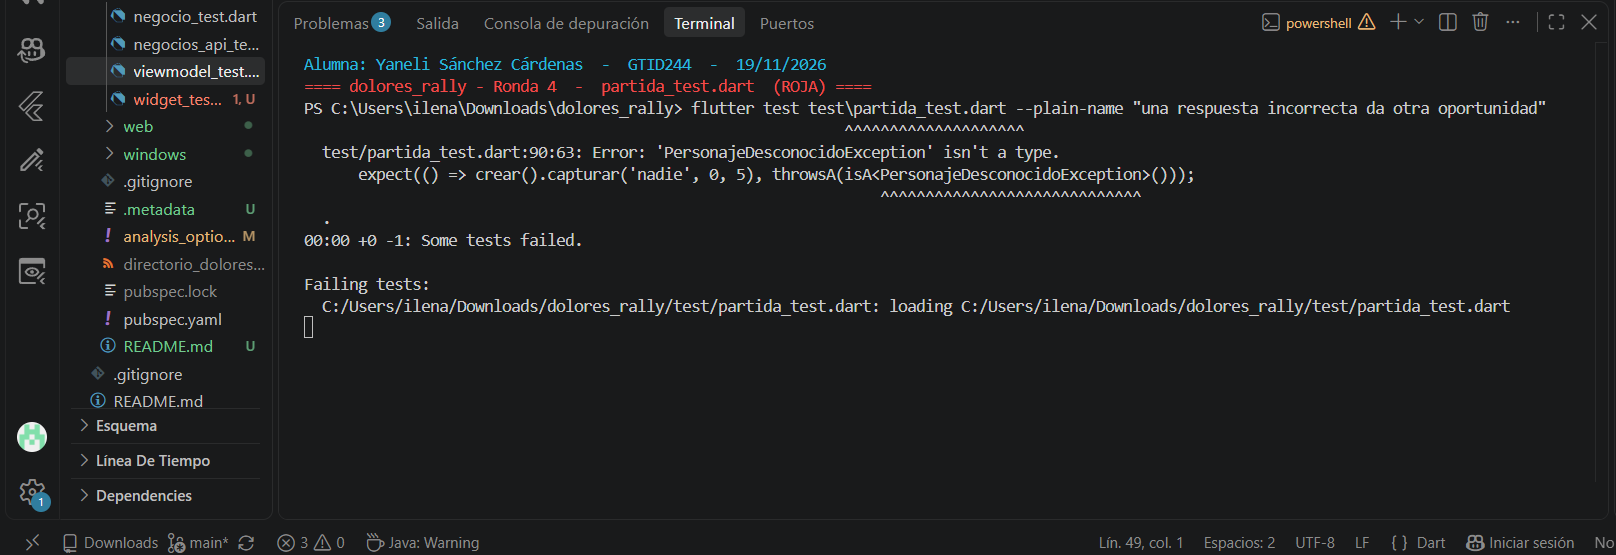 negocio_test.dart
negocios_api_te...
viewmodel_test....
widget_tes... 1, U
web
windows
.gitignore
.metadata U
analysis_optio... M
directorio_dolores...
pubspec.lock
pubspec.yaml
README.md U
.gitignore
README.md
Esquema
Línea De Tiempo
Dependencies
1
Problemas 3 Salida Consola de depuración Terminal Puertos
powershell
Alumna: Yaneli Sánchez Cárdenas - GTID244 - 19/11/2026
==== dolores_rally - Ronda 4 - partida_test.dart (ROJA) ====
PS C:\Users\ilena\Downloads\dolores_rally> flutter test test\partida_test.dart --plain-name "una respuesta incorrecta da otra oportunidad"
^^^^^^^^^^^^^^^^^^^^
test/partida_test.dart:90:63: Error: 'PersonajeDesconocidoException' isn't a type.
expect(() => crear().capturar('nadie', 0, 5), throwsA(isA<PersonajeDesconocidoException>()));
^^^^^^^^^^^^^^^^^^^^^^^^^^^^^
.
00:00 +0 -1: Some tests failed.
Failing tests:
C:/Users/ilena/Downloads/dolores_rally/test/partida_test.dart: loading C:/Users/ilena/Downloads/dolores_rally/test/partida_test.dart
Downloads main* 3 0 Java: Warning Lín. 49, col. 1 Espacios: 2 UTF-8 LF { } Dart Iniciar sesión No